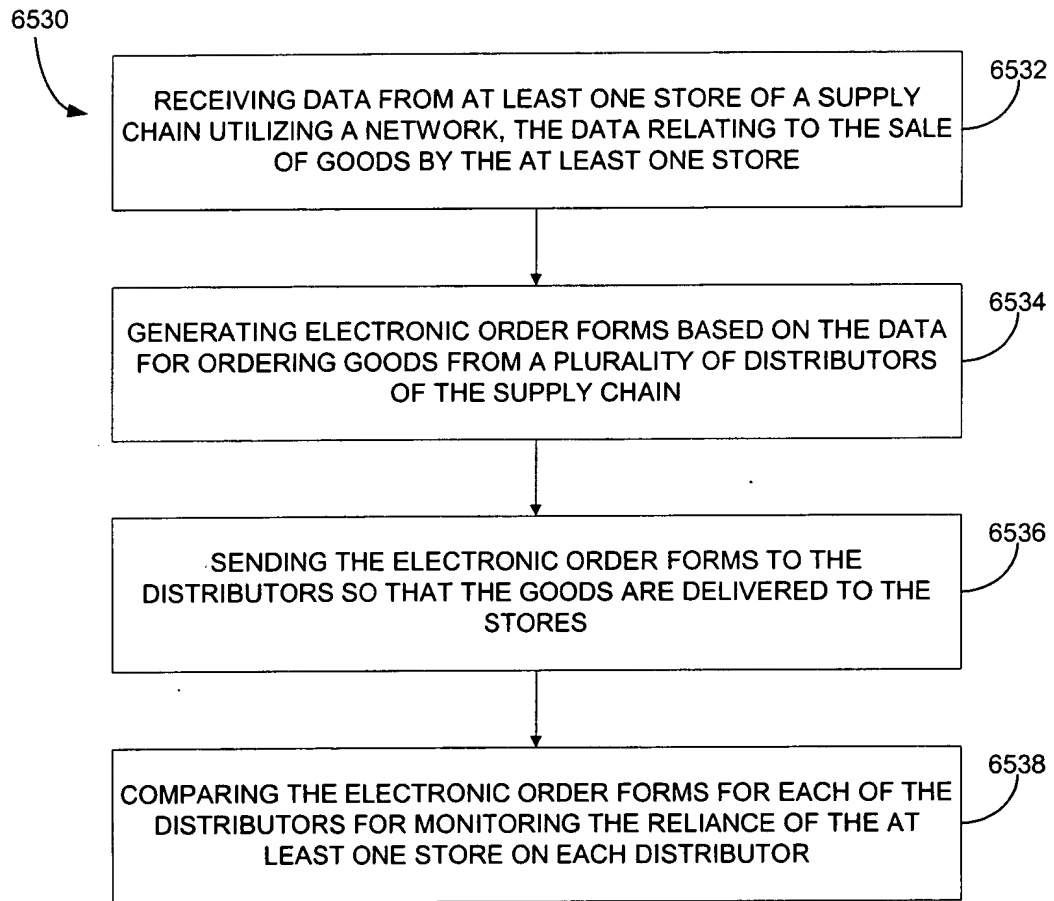 6530
6532
RECEIVING DATA FROM AT LEAST ONE STORE OF A SUPPLY
CHAIN UTILIZING A NETWORK, THE DATA RELATING TO THE SALE
OF GOODS BY THE AT LEAST ONE STORE
6534
GENERATING ELECTRONIC ORDER FORMS BASED ON THE DATA
FOR ORDERING GOODS FROM A PLURALITY OF DISTRIBUTORS
OF THE SUPPLY CHAIN
6536
SENDING THE ELECTRONIC ORDER FORMS TO THE
DISTRIBUTORS SO THAT THE GOODS ARE DELIVERED TO THE
STORES
6538
COMPARING THE ELECTRONIC ORDER FORMS FOR EACH OF THE
DISTRIBUTORS FOR MONITORING THE RELIANCE OF THE AT
LEAST ONE STORE ON EACH DISTRIBUTOR